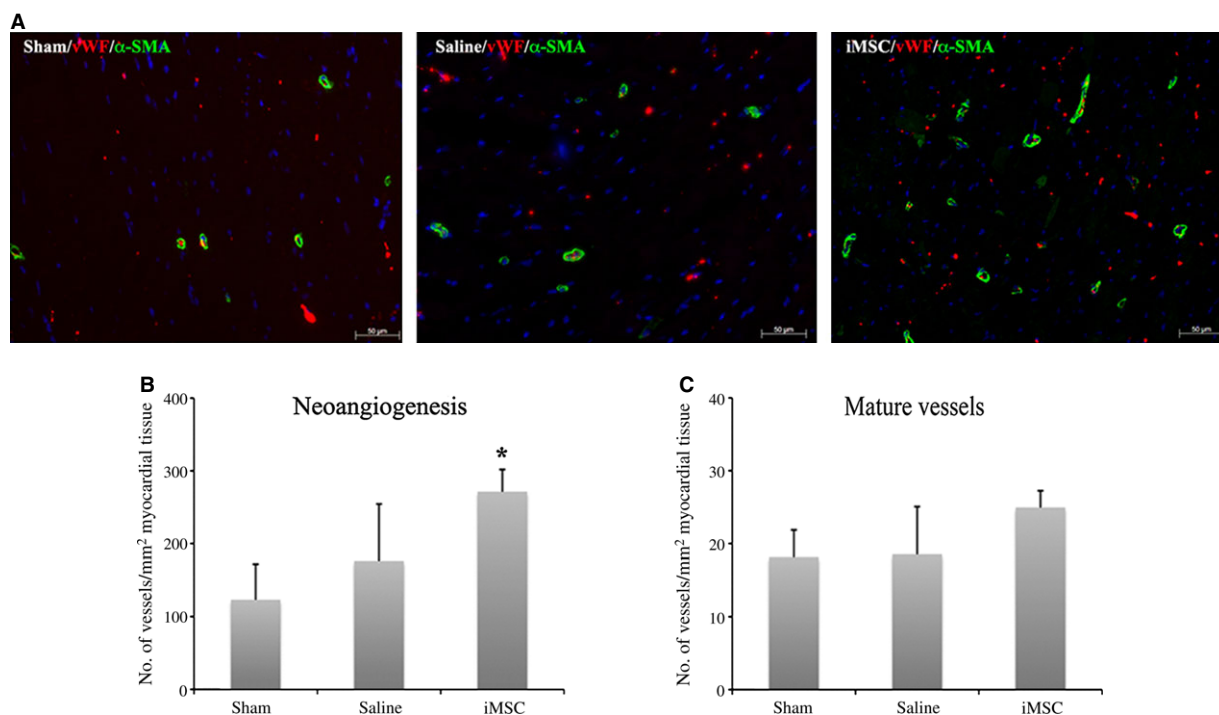 A
Sham/vWF/α-SMA
Saline/vWF/α-SMA
iMSC/vWF/α-SMA
50 µm
50 µm
50 µm
B
Neoangiogenesis
No. of vessels/mm² myocardial tissue
400
300
200
100
0
*
Sham
Saline
iMSC
C
Mature vessels
No. of vessels/mm² myocardial tissue
40
30
20
10
0
Sham
Saline
iMSC